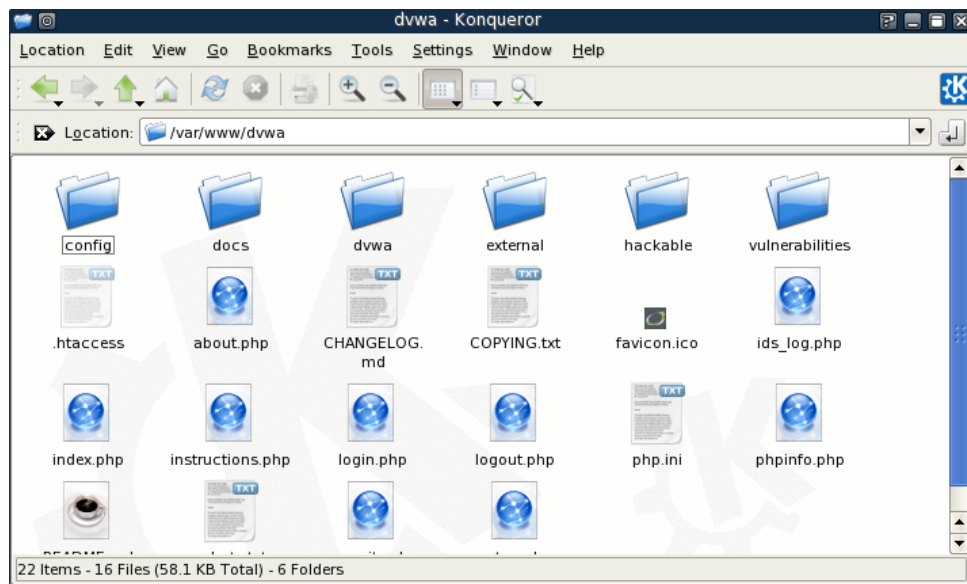 dvwa - Konqueror
Location Edit View Go Bookmarks Tools Settings Window Help
Location: /var/www/dvwa
config docs dvwa external hackable vulnerabilities
TXT TXT TXT
.htaccess about.php CHANGELOG. COPYING.txt favicon.ico ids_log.php
md
TXT
index.php instructions.php login.php logout.php php.ini phpinfo.php
TXT
22 Items - 16 Files (58.1 KB Total) - 6 Folders